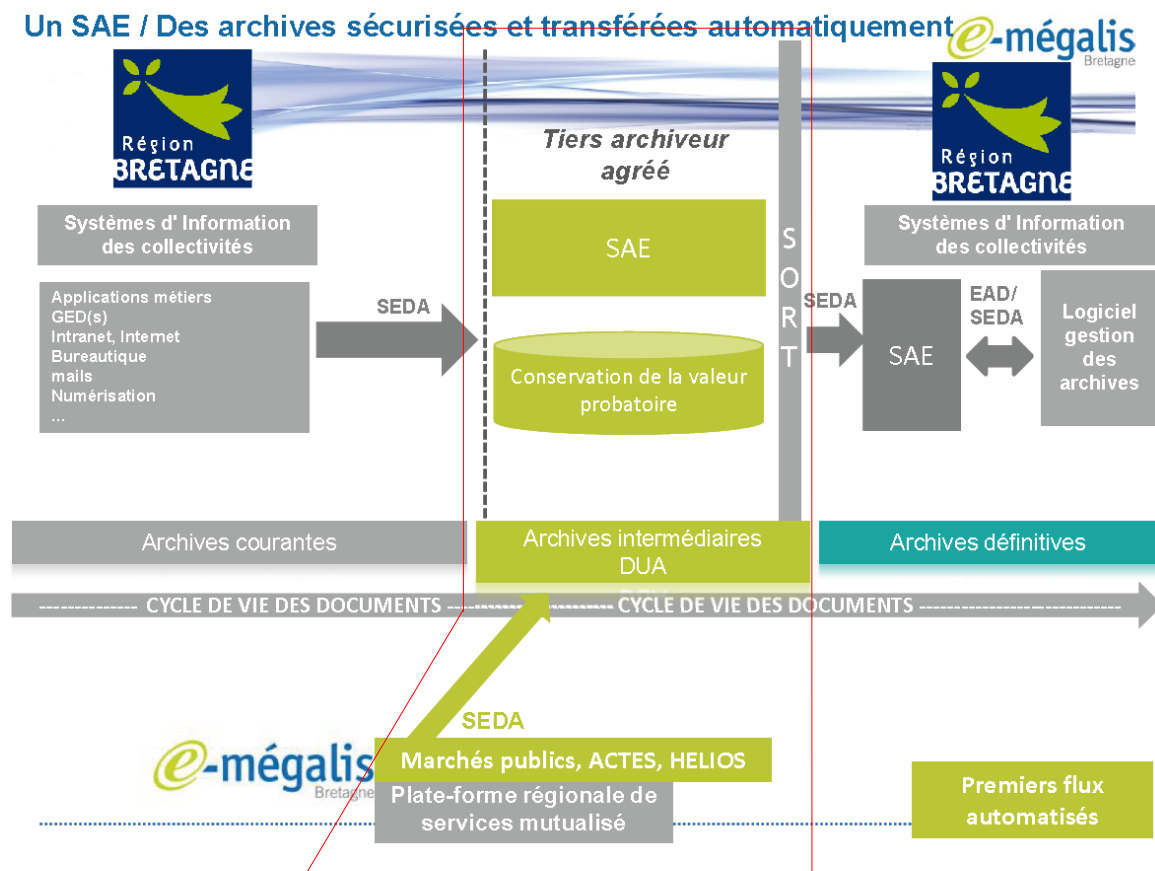 Un SAE / Des archives sécurisées et transférées automatiquement
e-mégalis
Bretagne
Région
BRETAGNE
Région
BRETAGNE
Tiers archiveur
agréé
Systèmes d' Information
des collectivités
Applications métiers
GED(s)
Intranet, Internet
Bureautique
mails
Numérisation
...
SEDA
SAE
Conservation de la valeur
probatoire
S
O
R
T
SEDA
Systèmes d' Information
des collectivités
SAE
EAD/
SEDA
Logiciel
gestion
des
archives
Archives courantes
Archives intermédiaires
DUA
Archives définitives
-------------- CYCLE DE VIE DES DOCUMENTS ------------------------ CYCLE DE VIE DES DOCUMENTS -----------------------------
SEDA
e-mégalis
Bretagne
Marchés publics, ACTES, HELIOS
Plate-forme régionale de
services mutualisé
Premiers flux
automatisés